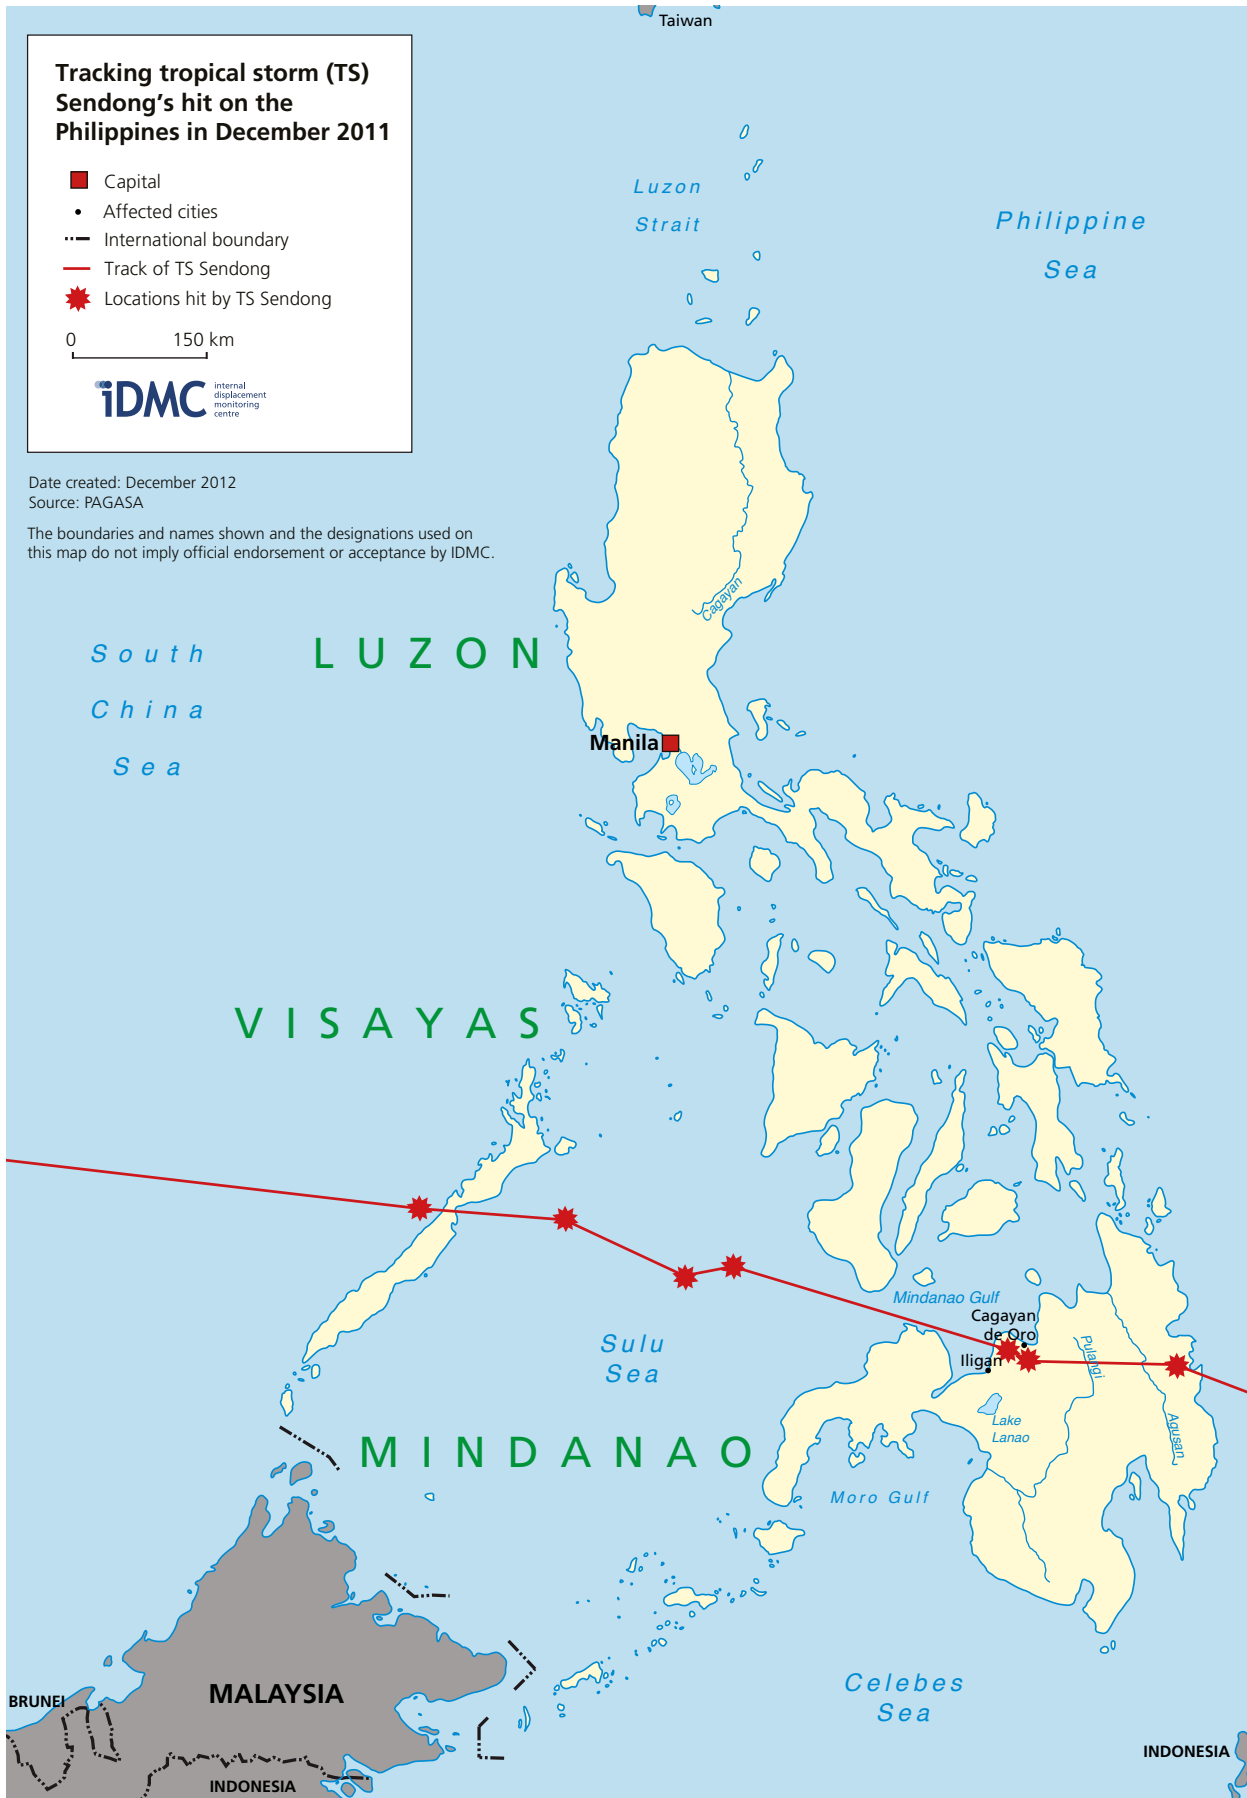 Taiwan
Tracking tropical storm (TS)
Sendong's hit on the
Philippines in December 2011
Capital
Affected cities
International boundary
Track of TS Sendong
Locations hit by TS Sendong
0 150 km
iDMC
internal
displacement
monitoring
centre
Date created: December 2012
Source: PAGASA
The boundaries and names shown and the designations used on
this map do not imply official endorsement or acceptance by IDMC.
Luzon
Strait
Philippine
Sea
Cagayan
LUZON
South
China
Sea
Manila
VISAYAS
Mindanao Gulf
Cagayan
de Oro
Iligan
Pulangi
Sulu
Sea
Lake
Lanao
Agusan
MINDANAO
Moro Gulf
Celebes
Sea
MALAYSIA
BRUNEI
INDONESIA
INDONESIA